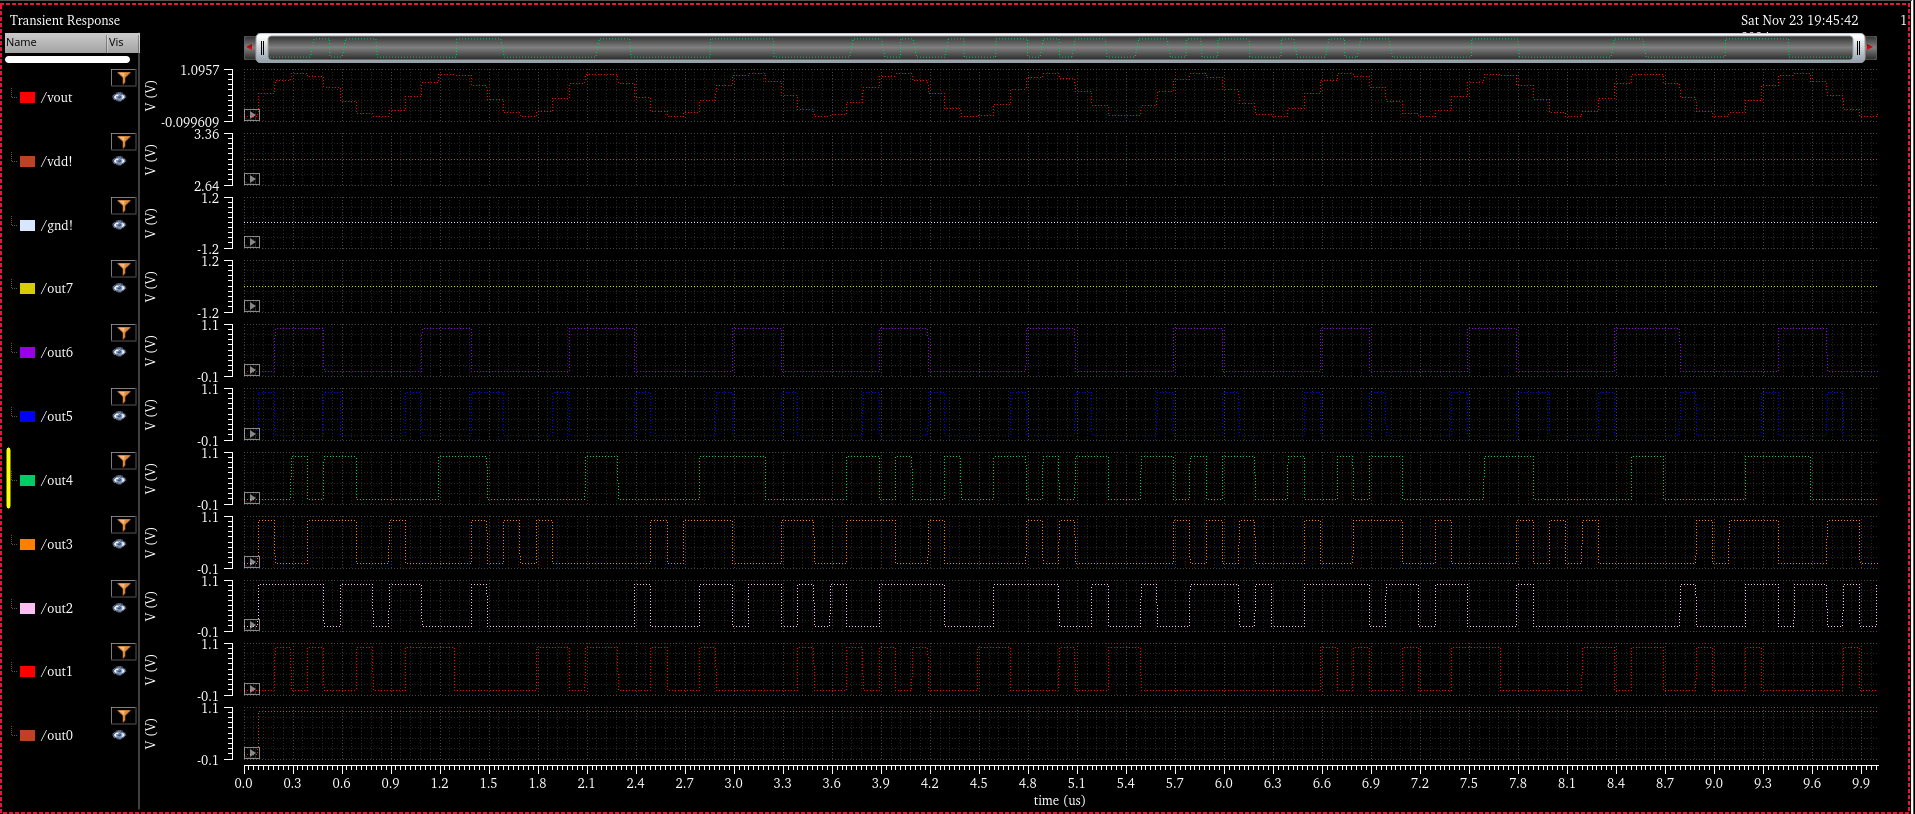 Transient Response
Sat Nov 23 19:45:42
1
Name Vis
/vout
V (V)
1.0957
-0.099609
/vdd!
V (V)
3.36
2.64
/gnd!
V (V)
1.2
-1.2
/out7
V (V)
1.2
-1.2
/out6
V (V)
1.1
-0.1
/out5
V (V)
1.1
-0.1
/out4
V (V)
1.1
-0.1
/out3
V (V)
1.1
-0.1
/out2
V (V)
1.1
-0.1
/out1
V (V)
1.1
-0.1
/out0
V (V)
1.1
-0.1
0.0 0.3 0.6 0.9 1.2 1.5 1.8 2.1 2.4 2.7 3.0 3.3 3.6 3.9 4.2 4.5 4.8 5.1 5.4 5.7 6.0 6.3 6.6 6.9 7.2 7.5 7.8 8.1 8.4 8.7 9.0 9.3 9.6 9.9
time (us)